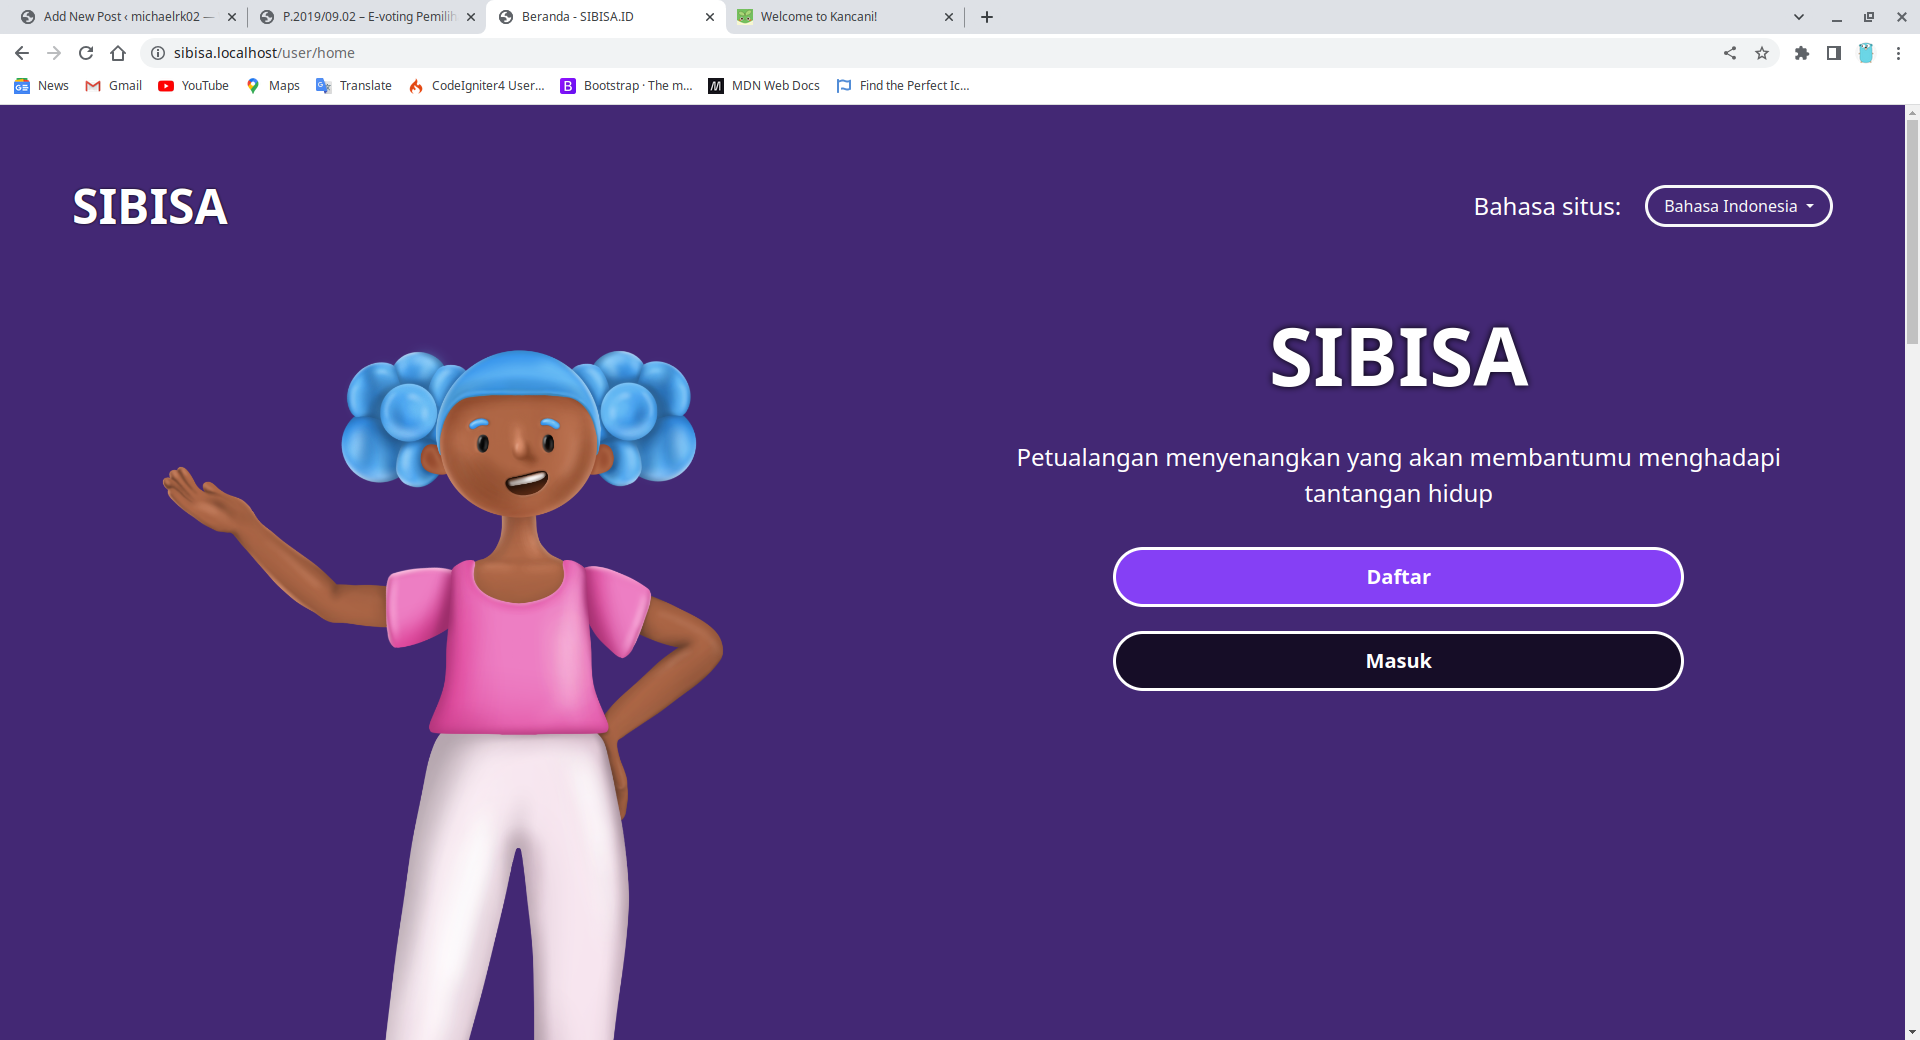 Add New Post ‹ michaelrk02 —
P.2019/09.02 – E-voting Pemilih
Beranda - SIBISA.ID
Welcome to Kancani!
sibisa.localhost/user/home
News
Gmail
YouTube
Maps
Translate
CodeIgniter4 User...
Bootstrap · The m...
MDN Web Docs
Find the Perfect Ic...
SIBISA
Bahasa situs:
Bahasa Indonesia
SIBISA
Petualangan menyenangkan yang akan membantumu menghadapi
tantangan hidup
Daftar
Masuk